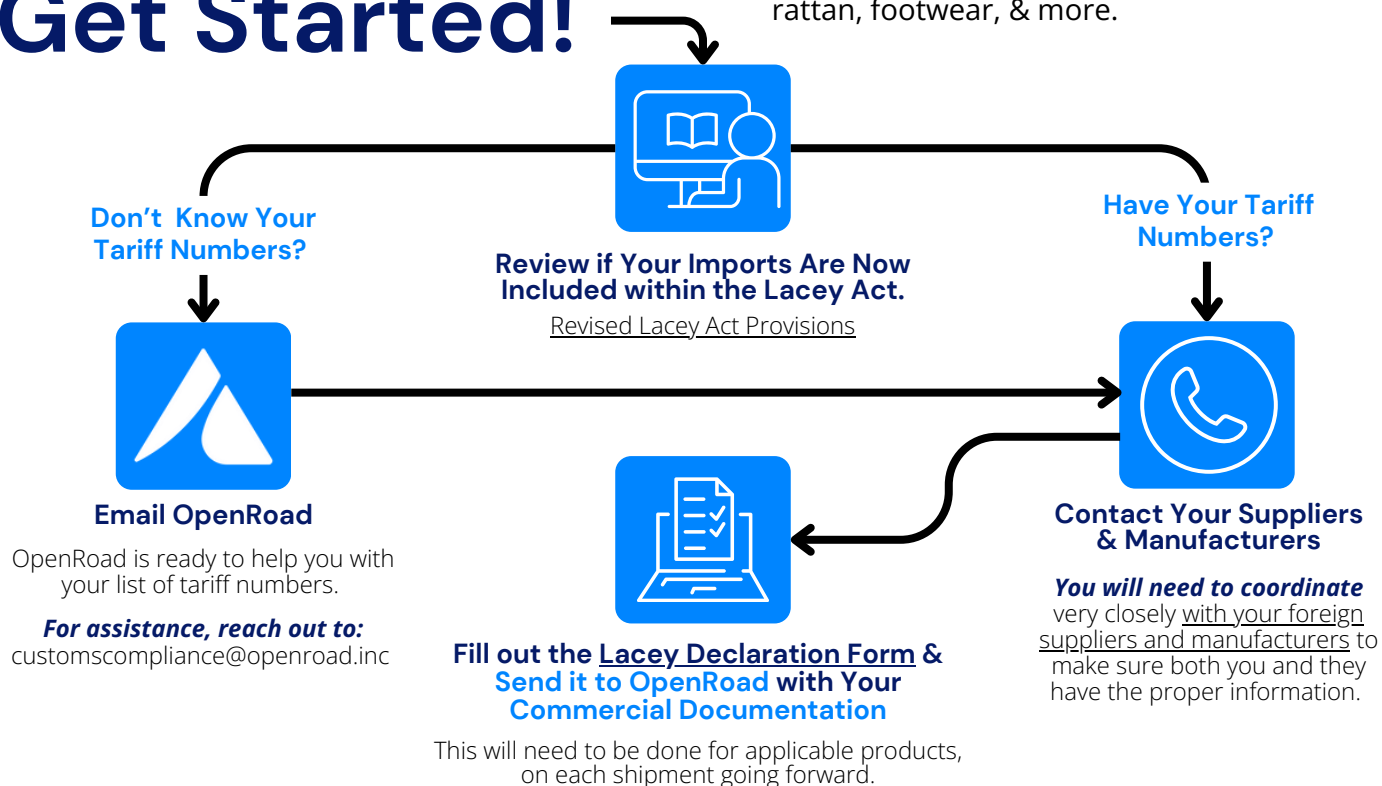 Get Started!
rattan, footwear, & more.
Don’t Know Your
Tariff Numbers?
Review if Your Imports Are Now
Included within the Lacey Act.
Revised Lacey Act Provisions
Have Your Tariff
Numbers?
Email OpenRoad
OpenRoad is ready to help you with
your list of tariff numbers.
For assistance, reach out to:
customscompliance@openroad.inc
Contact Your Suppliers
& Manufacturers
You will need to coordinate
very closely with your foreign
suppliers and manufacturers to
make sure both you and they
have the proper information.
Fill out the Lacey Declaration Form &
Send it to OpenRoad with Your
Commercial Documentation
This will need to be done for applicable products,
on each shipment going forward.